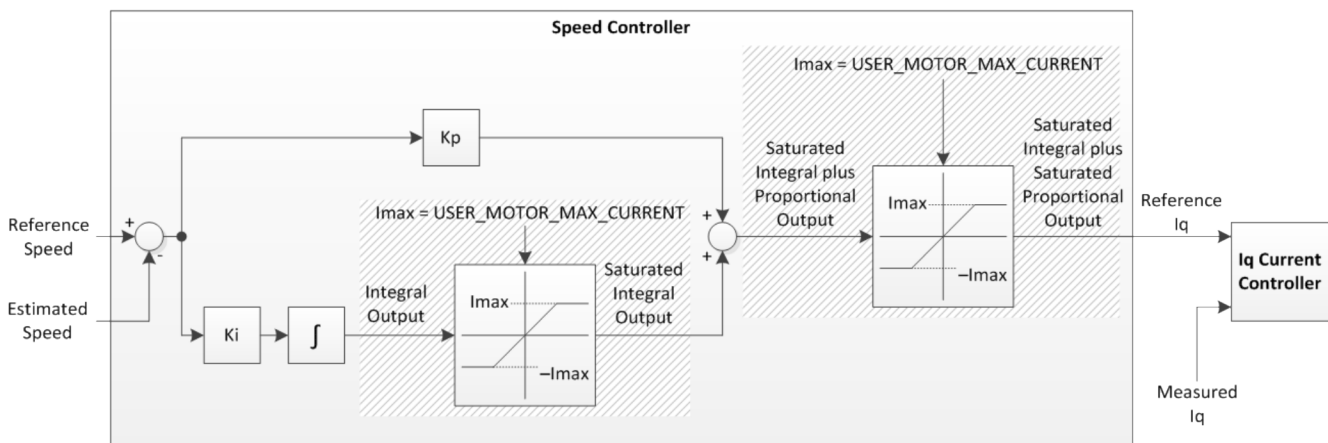 Speed Controller
Imax = USER_MOTOR_MAX_CURRENT
Kp
Saturated
Integral plus
Proportional
Output
Imax
–Imax
Saturated
Integral plus
Saturated
Proportional
Output
Reference
Speed
+
-
Estimated
Speed
Ki
∫
Integral
Output
Imax = USER_MOTOR_MAX_CURRENT
Imax
–Imax
Saturated
Integral
Output
+
+
Reference
Iq
Iq Current
Controller
Measured
Iq